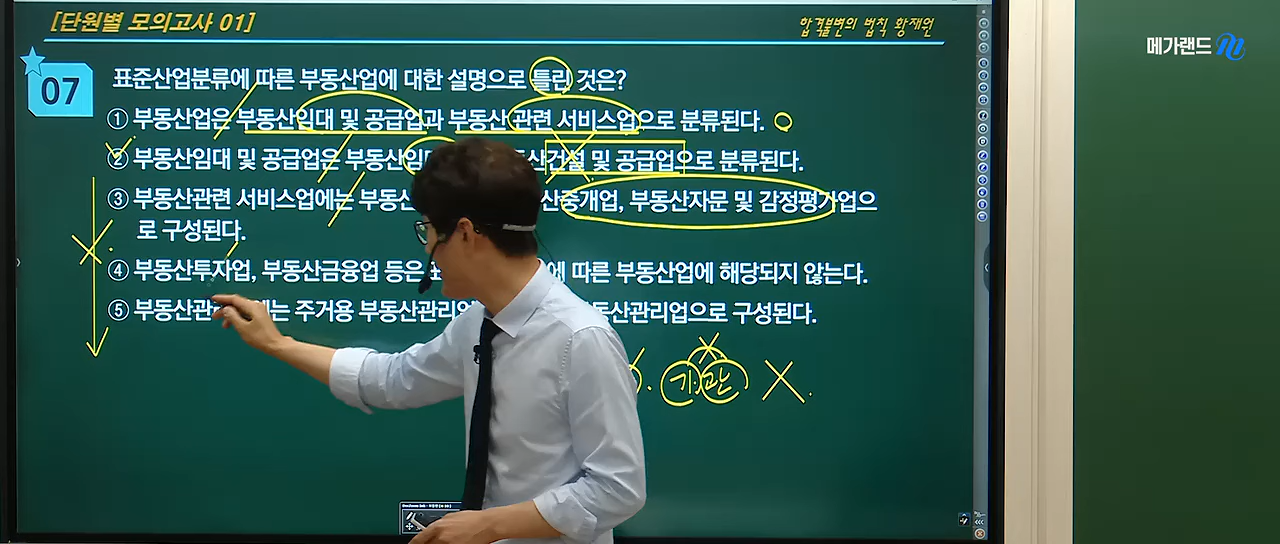 [단원별 모의고사 01]
합격불변의 법칙 황재원
메가랜드
07
표준산업분류에 따른 부동산업에 대한 설명으로 틀린 것은?
① 부동산업은 부동산임대 및 공급업과 부동산 관련 서비스업으로 분류된다.
② 부동산임대 및 공급업은 부동산임 부동산건설 및 공급업으로 분류된다.
③ 부동산관련 서비스업에는 부동 산중개업, 부동산자문 및 감정평가업으
로 구성된다.
④ 부동산투자업, 부동산금융업 등은 표 에 따른 부동산업에 해당되지 않는다.
⑤ 부동산관 에는 주거용 부동산관리업 부동산관리업으로 구성된다.